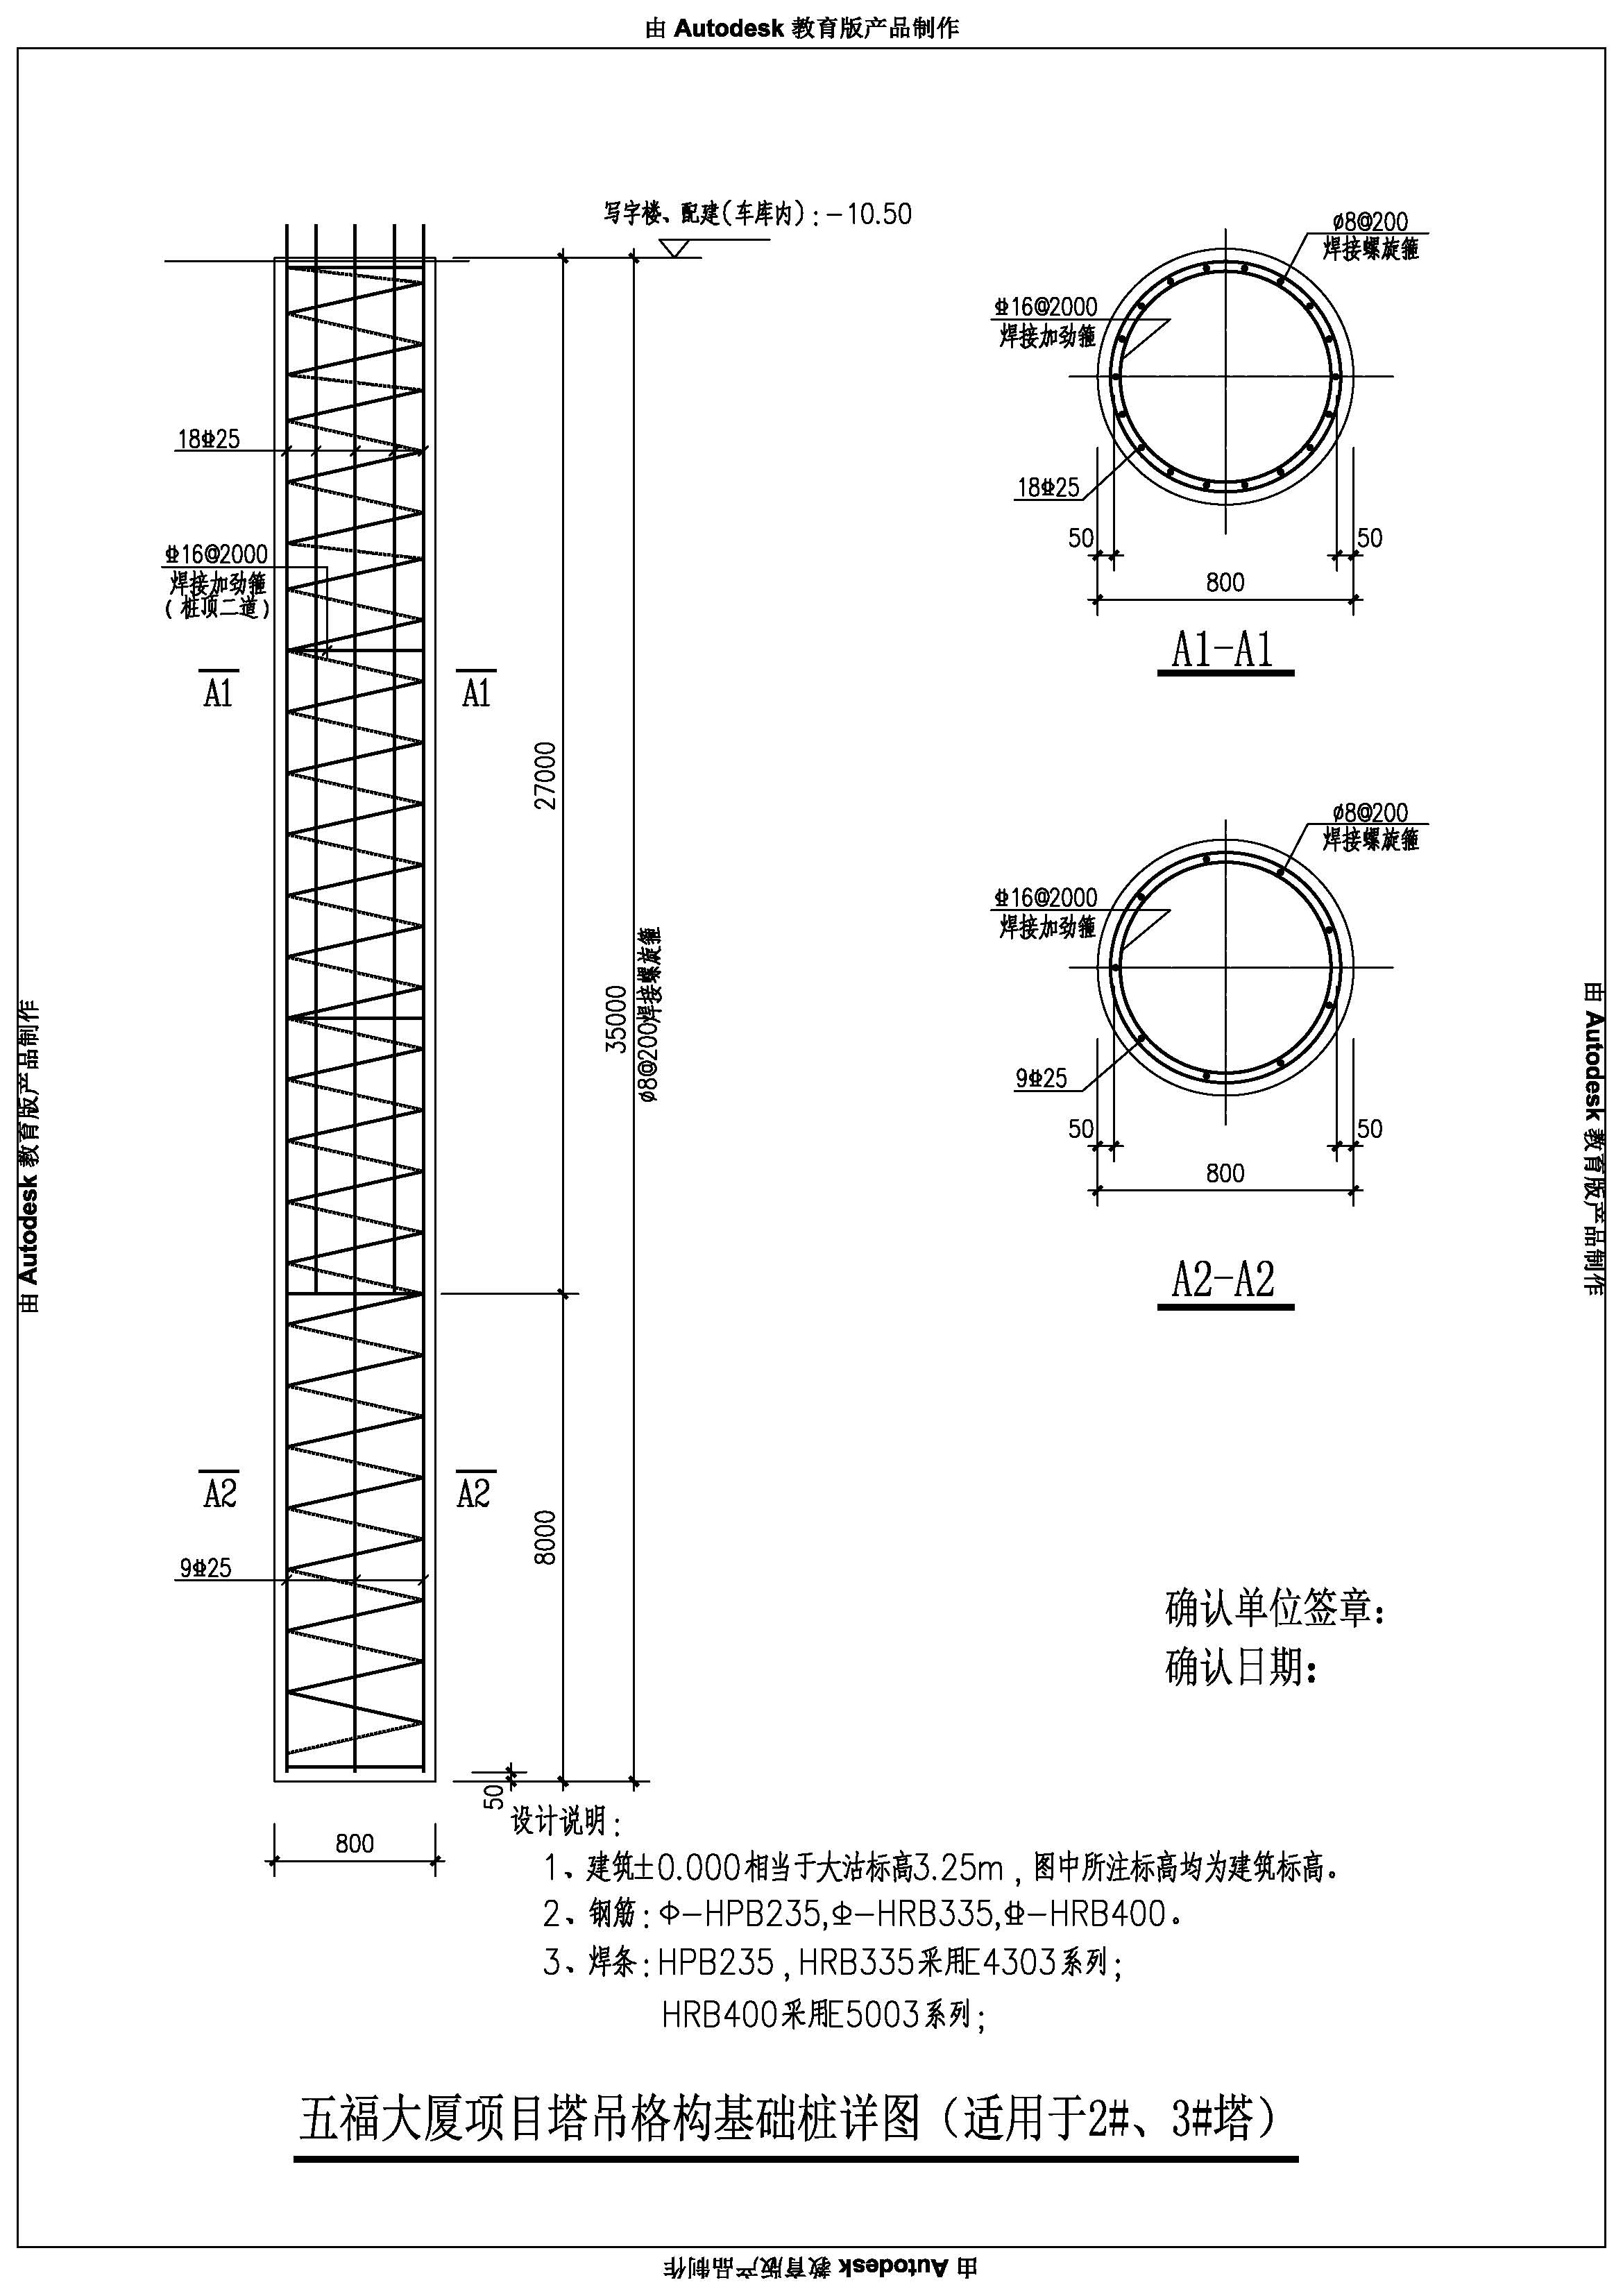 由 Autodesk 教育版产品制作
写字楼、配建(车库内):-10.50
ø8@200
焊接螺旋箍
⌽16@2000
焊接加劲箍
18⌽25
50
50
800
A1-A1
18⌽25
⌽16@2000
焊接加劲箍
(桩顶二道)
A1
A1
27000
35000
ø8@200焊接螺旋箍
ø8@200
焊接螺旋箍
⌽16@2000
焊接加劲箍
9⌽25
50
50
800
A2-A2
由 Autodesk 教育版产品制作
由 Autodesk 教育版产品制作
A2
A2
8000
9⌽25
确认单位签章：
确认日期：
50
800
设计说明：
1、建筑±0.000相当于大沽标高3.25m，图中所注标高均为建筑标高。
2、钢筋：Φ-HPB235,⌽-HRB335,⌽-HRB400。
3、焊条：HPB235，HRB335采用E4303系列；
HRB400采用E5003系列；
五福大厦项目塔吊格构基础桩详图（适用于2#、3#塔）
由 Autodesk 教育版产品制作